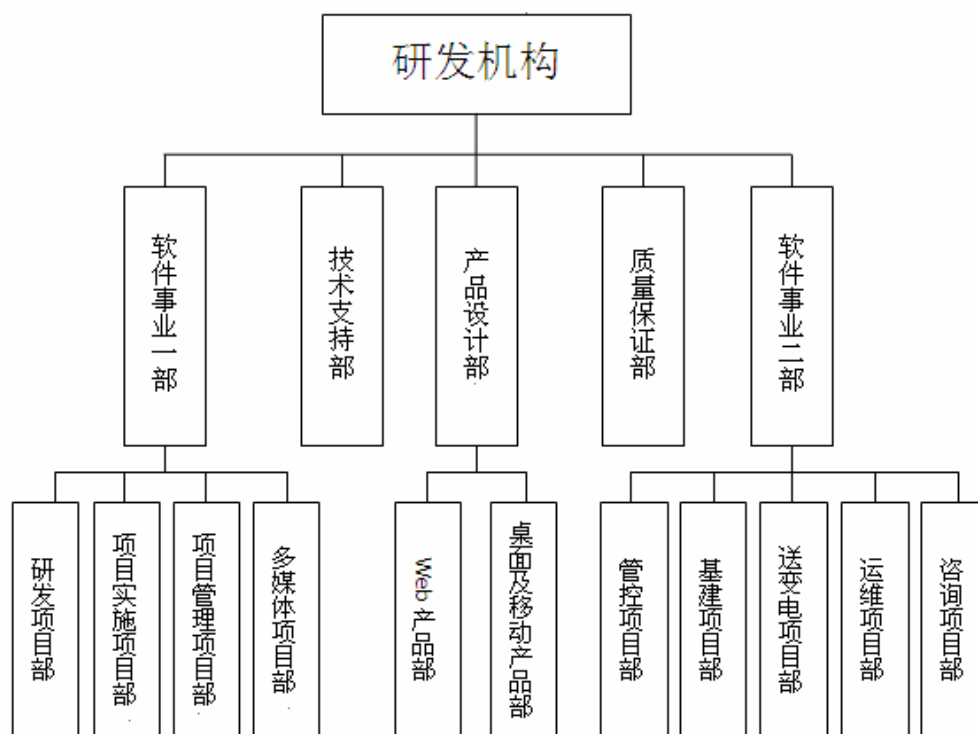 研发机构
软件事业一部
技术支持部
产品设计部
质量保证部
软件事业二部
研发项目部
项目实施项目部
项目管理项目部
多媒体项目部
Web产品部
桌面及移动产品部
管控项目部
基建项目部
送变电项目部
运维项目部
咨询项目部